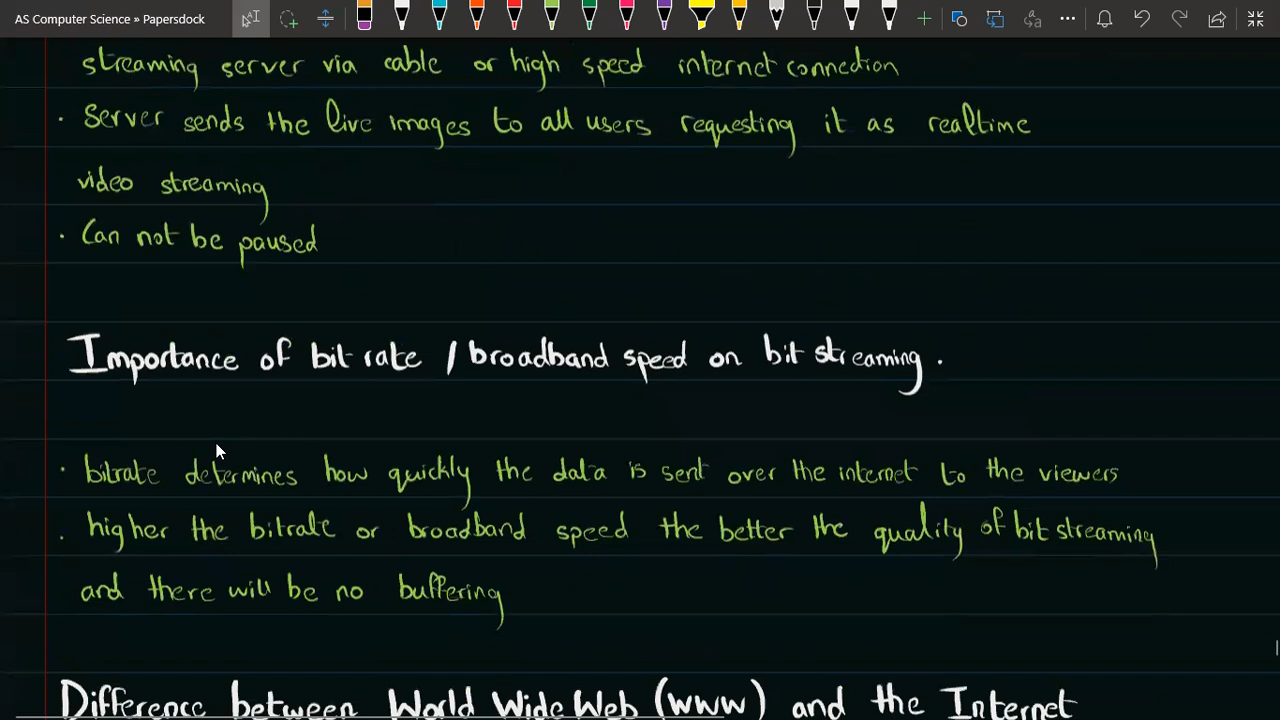 AS Computer Science » Papersdock
streaming server via cable or high speed internet connection
· Server sends the live images to all users requesting it as realtime
video streaming
· Can not be paused
Importance of bit rate / broadband speed on bit streaming.
· bitrate determines how quickly the data is sent over the internet to the viewers
. higher the bitrate or broadband speed the better the quality of bit streaming
and there will be no buffering
Difference between World Wide Web (WWW) and the Internet